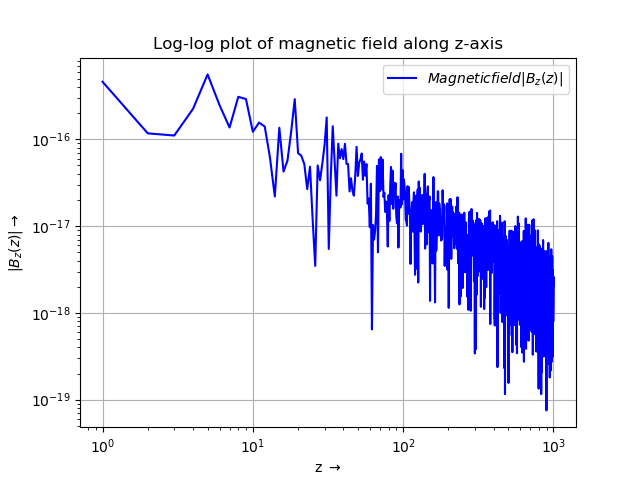 Log-log plot of magnetic field along z-axis
Magneticfield|B_z(z)|
|B_z(z)| →
10^{-16}
10^{-17}
10^{-18}
10^{-19}
10^0 10^1 10^2 10^3
z →